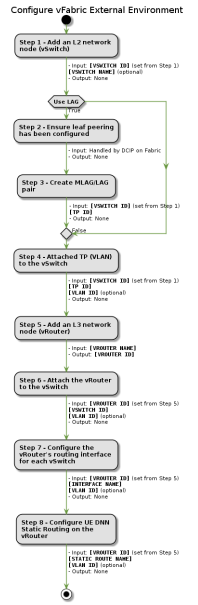 Configure vFabric External Environment
Step 1 - Add an L2 network
node (vSwitch)
- Input: [VSWITCH ID] (set from Step 1)
[VSWITCH NAME] (optional)
- Output: None
Use LAG
True
Step 2 - Ensure leaf peering
has been configured
- Input: Handled by DCIP on Fabric
- Output: None
Step 3 - Create MLAG/LAG
pair
- Input: [VSWITCH ID] (set from Step 1)
[TP ID]
- Output: None
False
Step 4 - Attached TP (VLAN)
to the vSwitch
- Input: [VSWITCH ID] (set from Step 1)
[TP ID]
[VLAN ID] (optional)
- Output: None
Step 5 - Add an L3 network
node (vRouter)
- Input: [VROUTER NAME]
- Output: [VROUTER ID]
Step 6 - Attach the vRouter
to the vSwitch
- Input: [VROUTER ID] (set from Step 5)
[VSWITCH ID]
[VLAN ID] (optional)
- Output: None
Step 7 - Configure the
vRouter's routing interface
for each vSwitch
- Input: [VROUTER ID] (set from Step 5)
[INTERFACE NAME]
[VLAN ID] (optional)
- Output: None
Step 8 - Configure UE DNN
Static Routing on the
vRouter
- Input: [VROUTER ID] (set from Step 5)
[STATIC ROUTE NAME]
[VLAN ID] (optional)
- Output: None